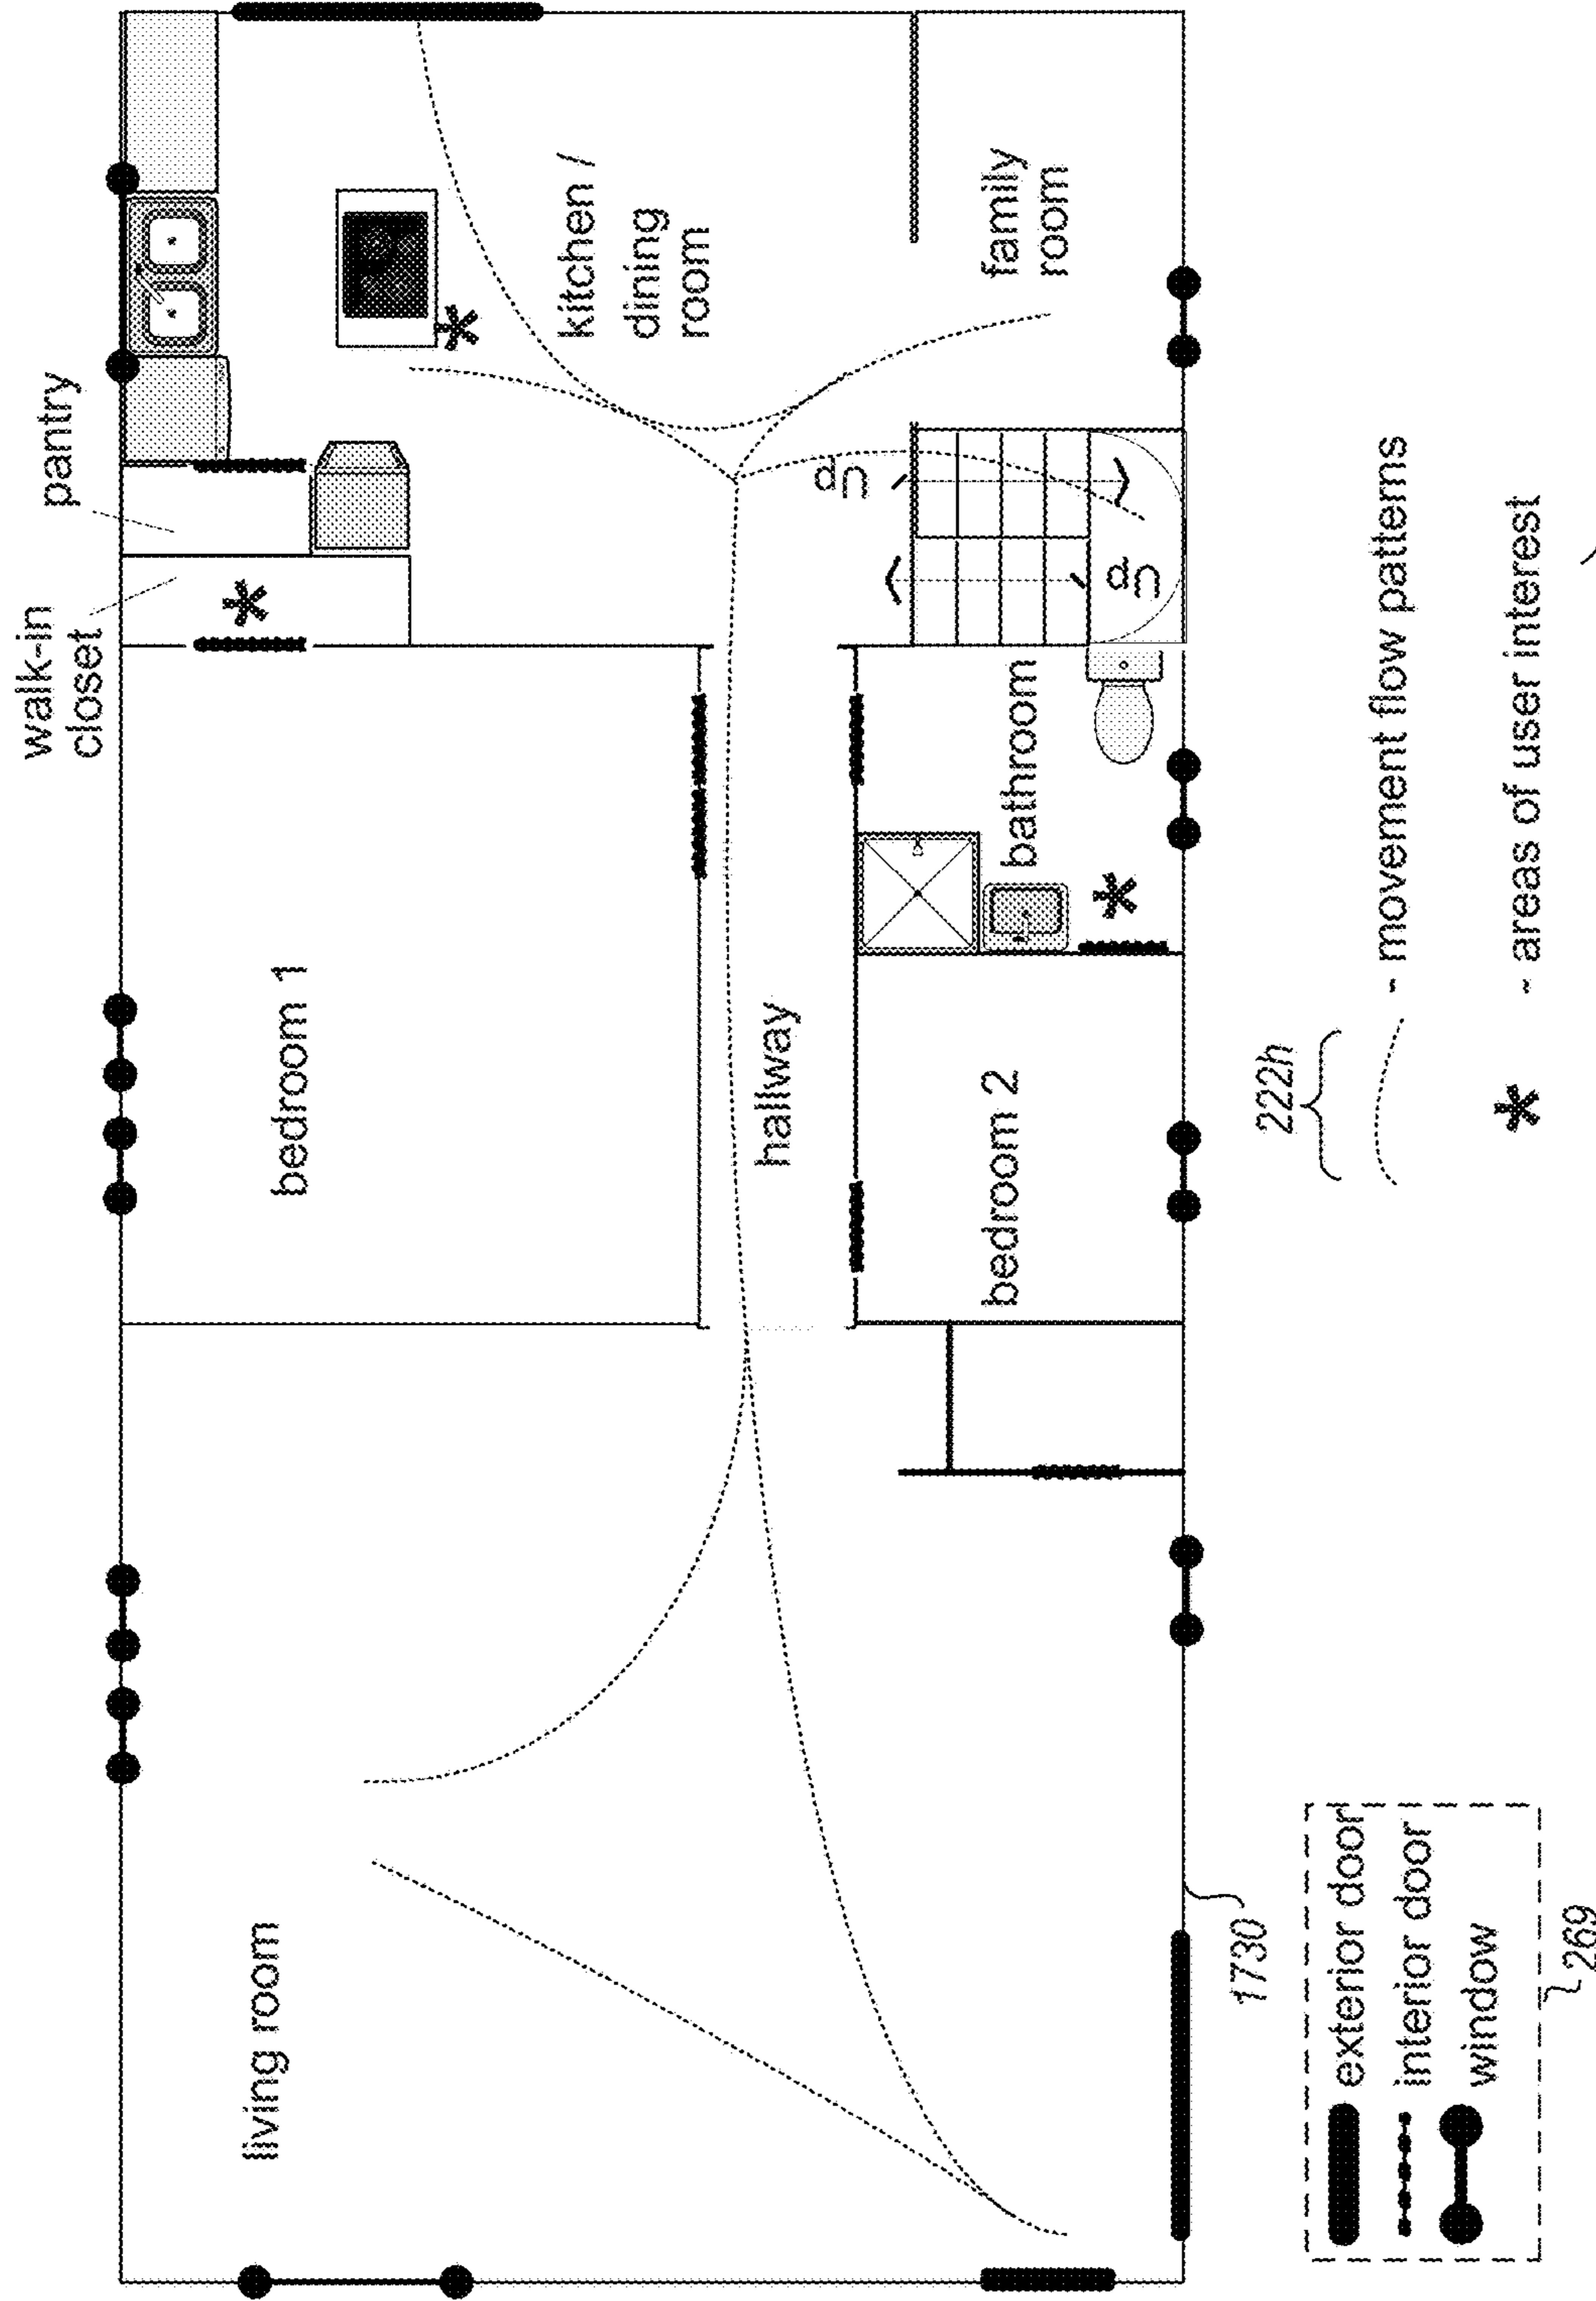 walk-in
closet
pantry
living room
bedroom 1
kitchen /
dining
room
hallway
up
up
bedroom 2
bathroom
family
room
1730
222h
exterior door
interior door
window
269
- movement flow patterns
* - areas of user interest